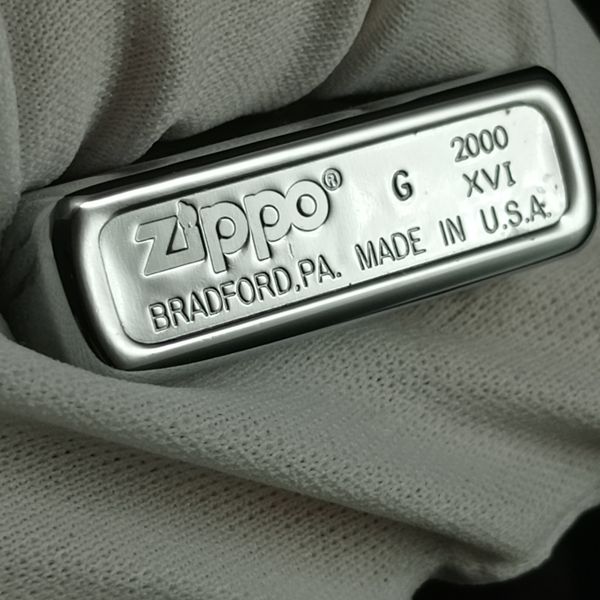 Zippo® G 2000
XVI
BRADFORD,PA. MADE IN U.S.A.